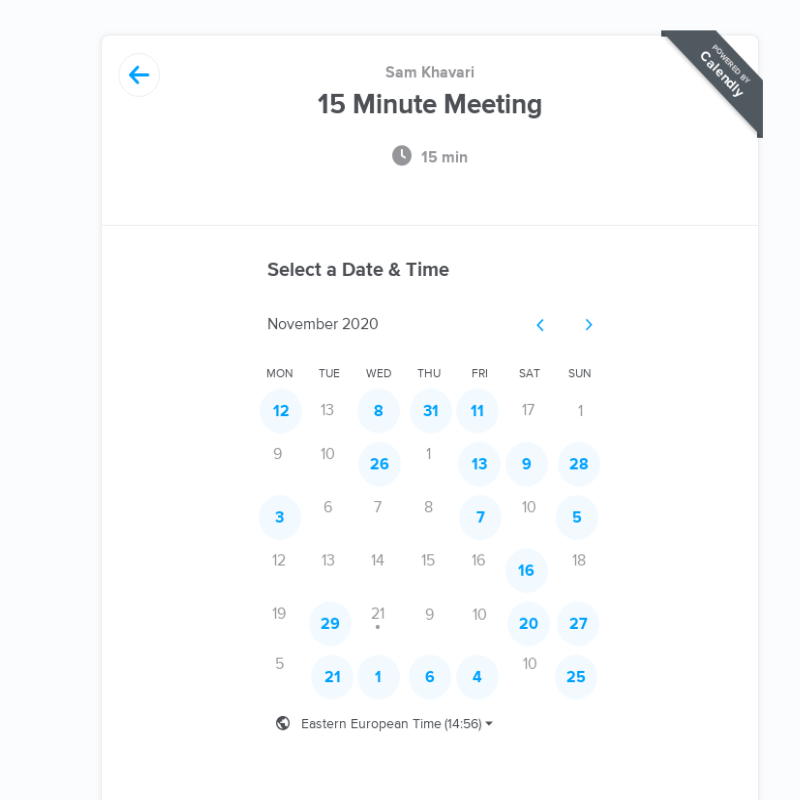 POWERED BY
Calendly
Sam Khavari
15 Minute Meeting
15 min
Select a Date & Time
November 2020
MON TUE WED THU FRI SAT SUN
12 13 8 31 11 17 1
9 10 26 1 13 9 28
3 6 7 8 7 10 5
12 13 14 15 16 16 18
19 29 21 9 10 20 27
5 21 1 6 4 10 25
Eastern European Time (14:56)